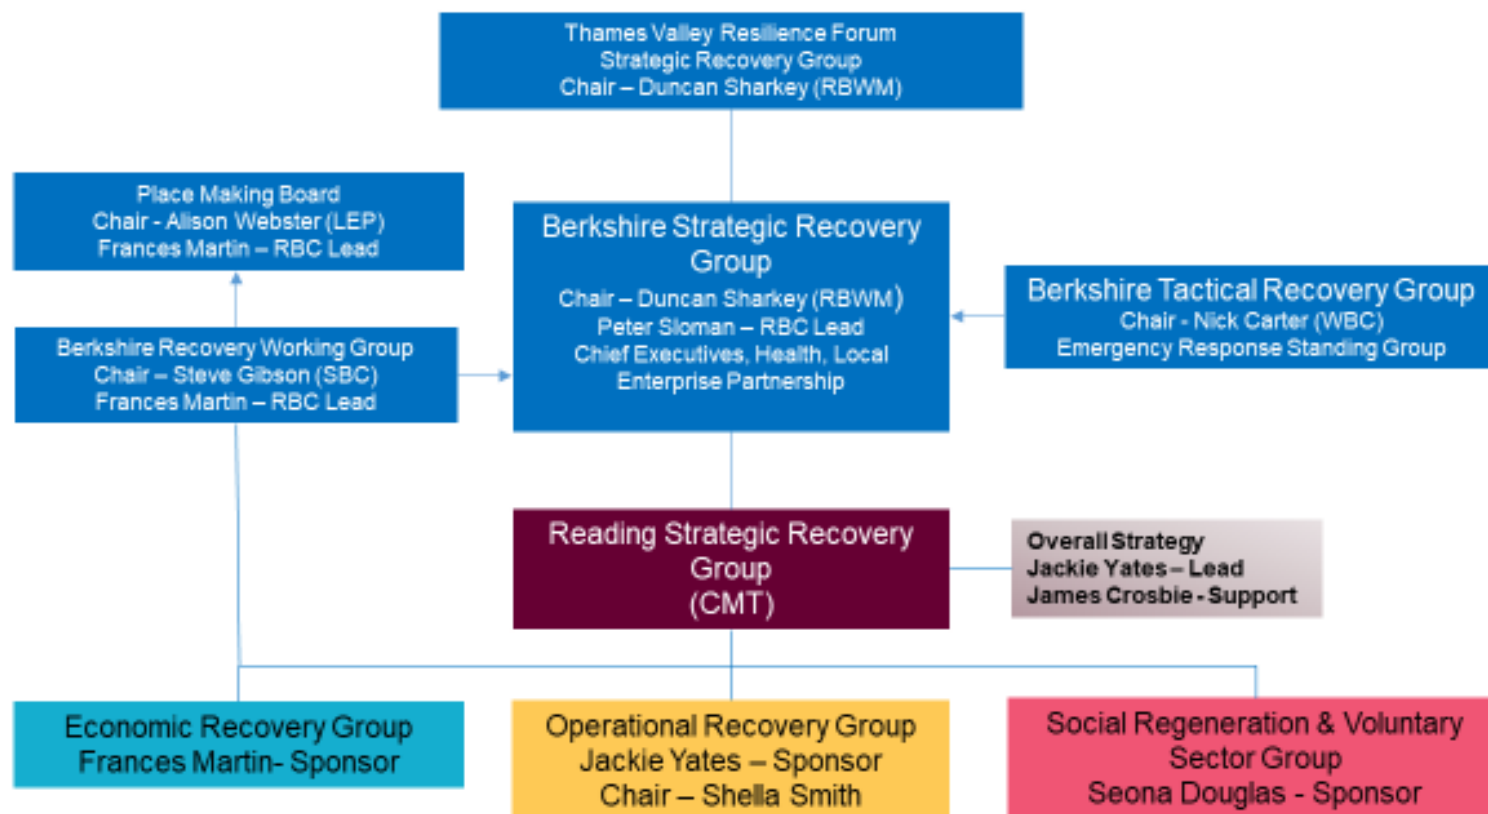 Thames Valley Resilience Forum
Strategic Recovery Group
Chair – Duncan Sharkey (RBWM)
Place Making Board
Chair - Alison Webster (LEP)
Frances Martin – RBC Lead
Berkshire Strategic Recovery
Group
Chair – Duncan Sharkey (RBWM)
Peter Sloman – RBC Lead
Chief Executives, Health, Local
Enterprise Partnership
Berkshire Tactical Recovery Group
Chair - Nick Carter (WBC)
Emergency Response Standing Group
Berkshire Recovery Working Group
Chair – Steve Gibson (SBC)
Frances Martin – RBC Lead
Reading Strategic Recovery
Group
(CMT)
Overall Strategy
Jackie Yates – Lead
James Crosbie - Support
Economic Recovery Group
Frances Martin- Sponsor
Operational Recovery Group
Jackie Yates – Sponsor
Chair – Shella Smith
Social Regeneration & Voluntary
Sector Group
Seona Douglas - Sponsor